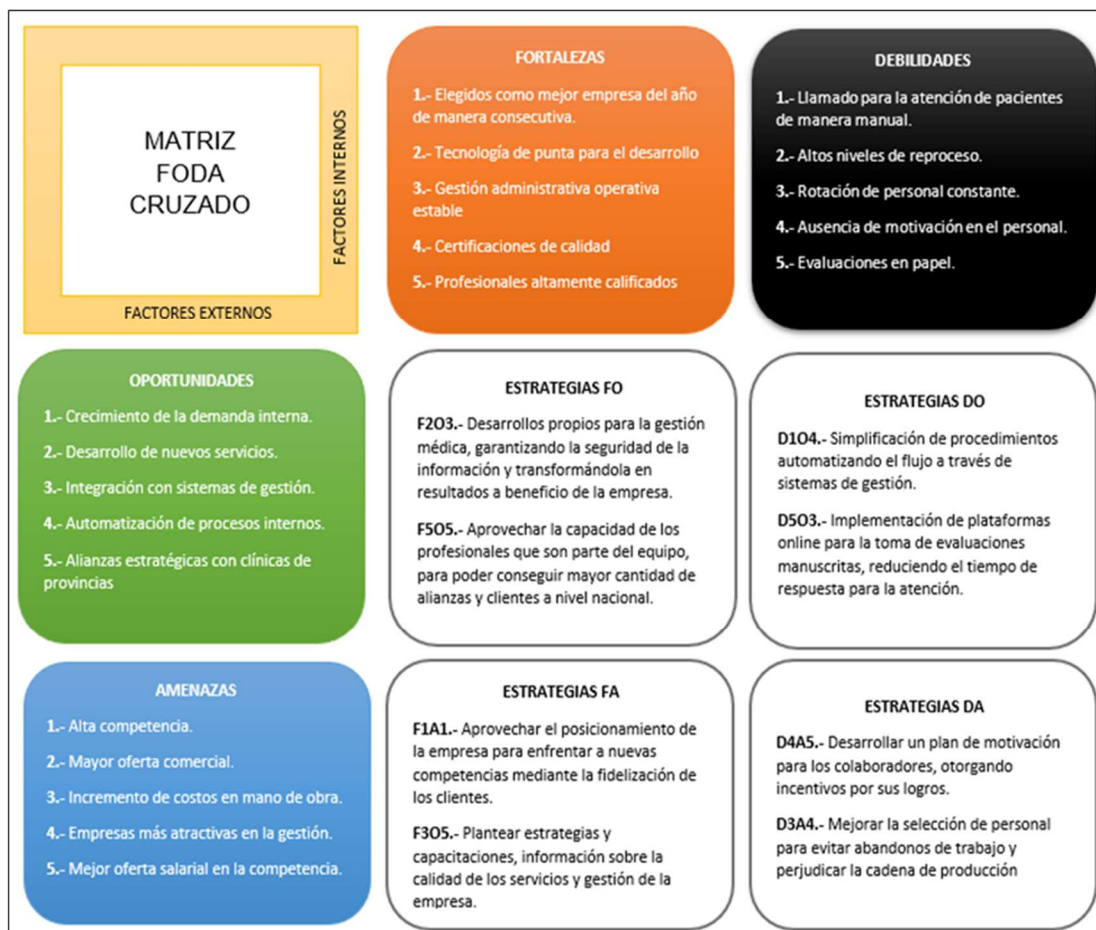 MATRIZ
FODA
CRUZADO
FACTORES INTERNOS
FACTORES EXTERNOS
FORTALEZAS
1.- Elegidos como mejor empresa del año
de manera consecutiva.
2.- Tecnología de punta para el desarrollo
3.- Gestión administrativa operativa
estable
4.- Certificaciones de calidad
5.- Profesionales altamente calificados
DEBILIDADES
1.- Llamado para la atención de pacientes
de manera manual.
2.- Altos niveles de reproceso.
3.- Rotación de personal constante.
4.- Ausencia de motivación en el personal.
5.- Evaluaciones en papel.
OPORTUNIDADES
1.- Crecimiento de la demanda interna.
2.- Desarrollo de nuevos servicios.
3.- Integración con sistemas de gestión.
4.- Automatización de procesos internos.
5.- Alianzas estratégicas con clínicas de
provincias
ESTRATEGIAS FO
F2O3.- Desarrollos propios para la gestión
médica, garantizando la seguridad de la
información y transformándola en
resultados a beneficio de la empresa.
F5O5.- Aprovechar la capacidad de los
profesionales que son parte del equipo,
para poder conseguir mayor cantidad de
alianzas y clientes a nivel nacional.
ESTRATEGIAS DO
D1O4.- Simplificación de procedimientos
automatizando el flujo a través de
sistemas de gestión.
D5O3.- Implementación de plataformas
online para la toma de evaluaciones
manuscritas, reduciendo el tiempo de
respuesta para la atención.
AMENAZAS
1.- Alta competencia.
2.- Mayor oferta comercial.
3.- Incremento de costos en mano de obra.
4.- Empresas más atractivas en la gestión.
5.- Mejor oferta salarial en la competencia.
ESTRATEGIAS FA
F1A1.- Aprovechar el posicionamiento de
la empresa para enfrentar a nuevas
competencias mediante la fidelización de
los clientes.
F3O5.- Plantear estrategias y
capacitaciones, información sobre la
calidad de los servicios y gestión de la
empresa.
ESTRATEGIAS DA
D4A5.- Desarrollar un plan de motivación
para los colaboradores, otorgando
incentivos por sus logros.
D3A4.- Mejorar la selección de personal
para evitar abandonos de trabajo y
perjudicar la cadena de producción